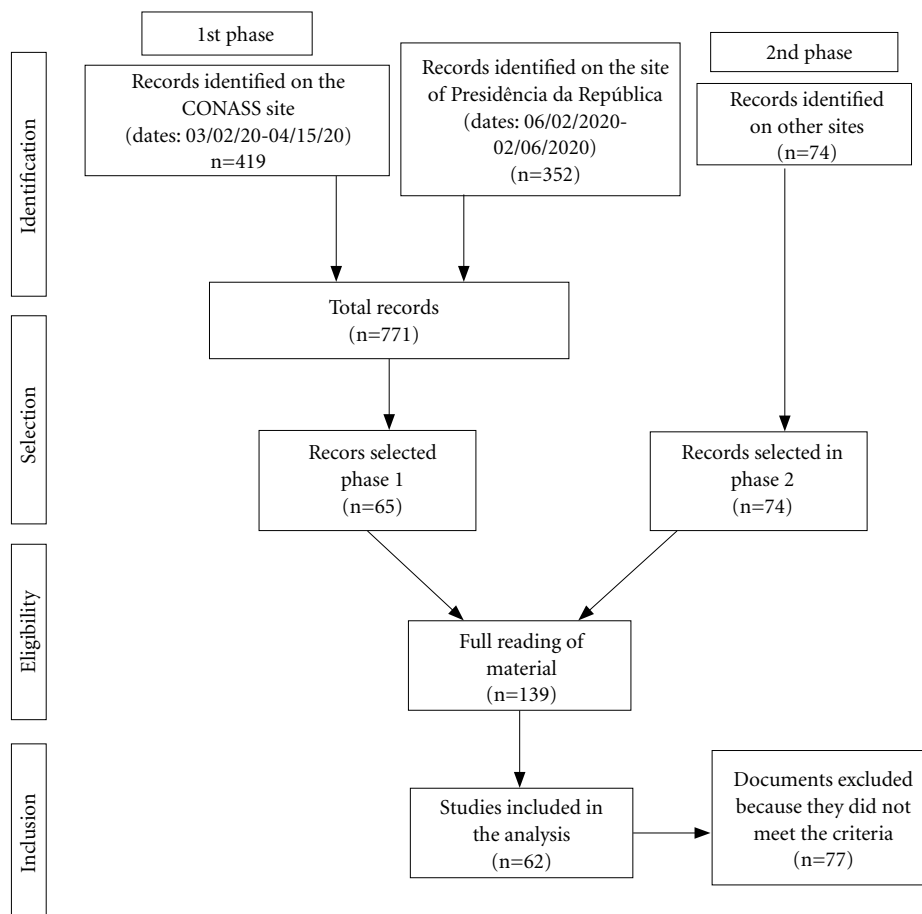 1st phase
Records identified on the
CONASS site
(dates: 03/02/20-04/15/20)
n=419
Records identified on the site
of Presidência da República
(dates: 06/02/2020-
02/06/2020)
(n=352)
2nd phase
Records identified
on other sites
(n=74)
Identification
Total records
(n=771)
Selection
Recors selected
phase 1
(n=65)
Records selected in
phase 2
(n=74)
Eligibility
Full reading of
material
(n=139)
Inclusion
Studies included in
the analysis
(n=62)
Documents excluded
because they did not
meet the criteria
(n=77)